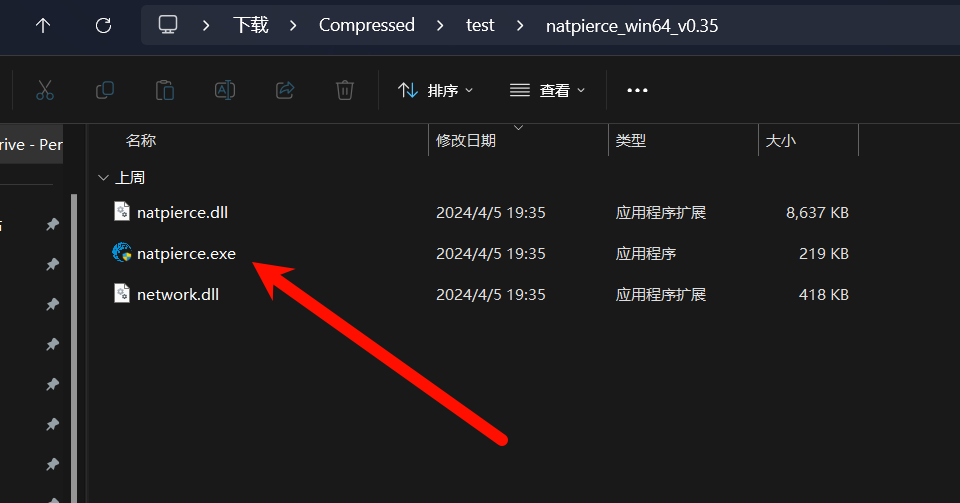 下载 Compressed test natpierce_win64_v0.35
排序 查看
rive - Per
名称 修改日期 类型 大小
上周
natpierce.dll 2024/4/5 19:35 应用程序扩展 8,637 KB
natpierce.exe 2024/4/5 19:35 应用程序 219 KB
network.dll 2024/4/5 19:35 应用程序扩展 418 KB